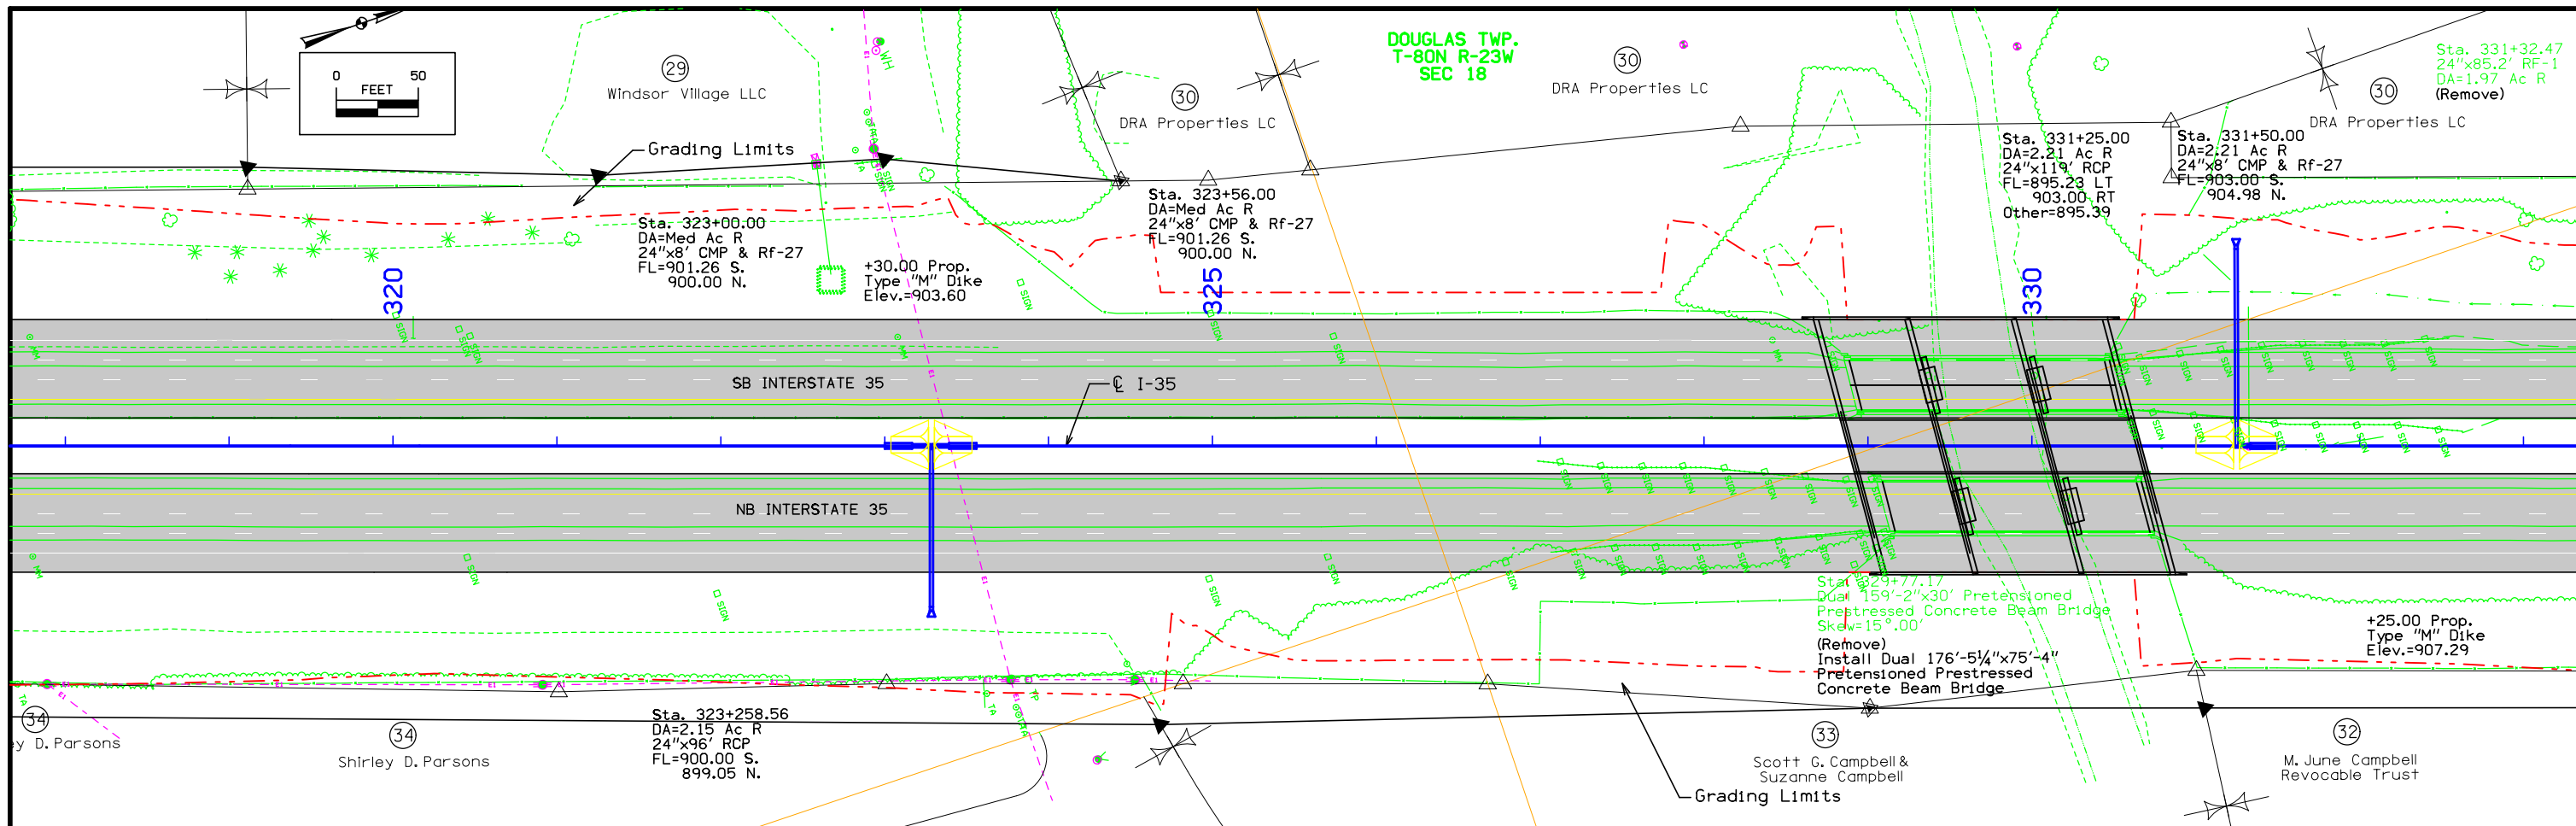 0 50
FEET
29
Windsor Village LLC
Grading Limits
WH
30
DRA Properties LC
DOUGLAS TWP.
T-80N R-23W
SEC 18
30
DRA Properties LC
30
DRA Properties LC
Sta. 331+32.47
24"x85.2' RF-1
DA=1.97 Ac R
(Remove)
Sta. 331+25.00
DA=2.21 Ac R
24"x119' RCP
FL=895.23 LT
903.00 RT
Other=895.39
Sta. 331+50.00
DA=2.21 Ac R
24"x8' CMP & Rf-27
FL=903.00 S.
904.98 N.
Sta. 323+00.00
DA=Med Ac R
24"x8' CMP & Rf-27
FL=901.26 S.
900.00 N.
+30.00 Prop.
Type "M" Dike
Elev.=903.60
Sta. 323+56.00
DA=Med Ac R
24"x8' CMP & Rf-27
FL=901.26 S.
900.00 N.
320
325
330
SB INTERSTATE 35
℄ I-35
NB INTERSTATE 35
Sta. 329+77.17
Dual 159'-2"x30' Pretensioned
Prestressed Concrete Beam Bridge
Skew=15°.00'
(Remove)
Install Dual 176'-5¼"x75'-4"
Pretensioned Prestressed
Concrete Beam Bridge
+25.00 Prop.
Type "M" Dike
Elev.=907.29
34
ey D. Parsons
34
Shirley D. Parsons
Sta. 323+258.56
DA=2.15 Ac R
24"x96' RCP
FL=900.00 S.
899.05 N.
33
Scott G. Campbell &
Suzanne Campbell
Grading Limits
32
M. June Campbell
Revocable Trust